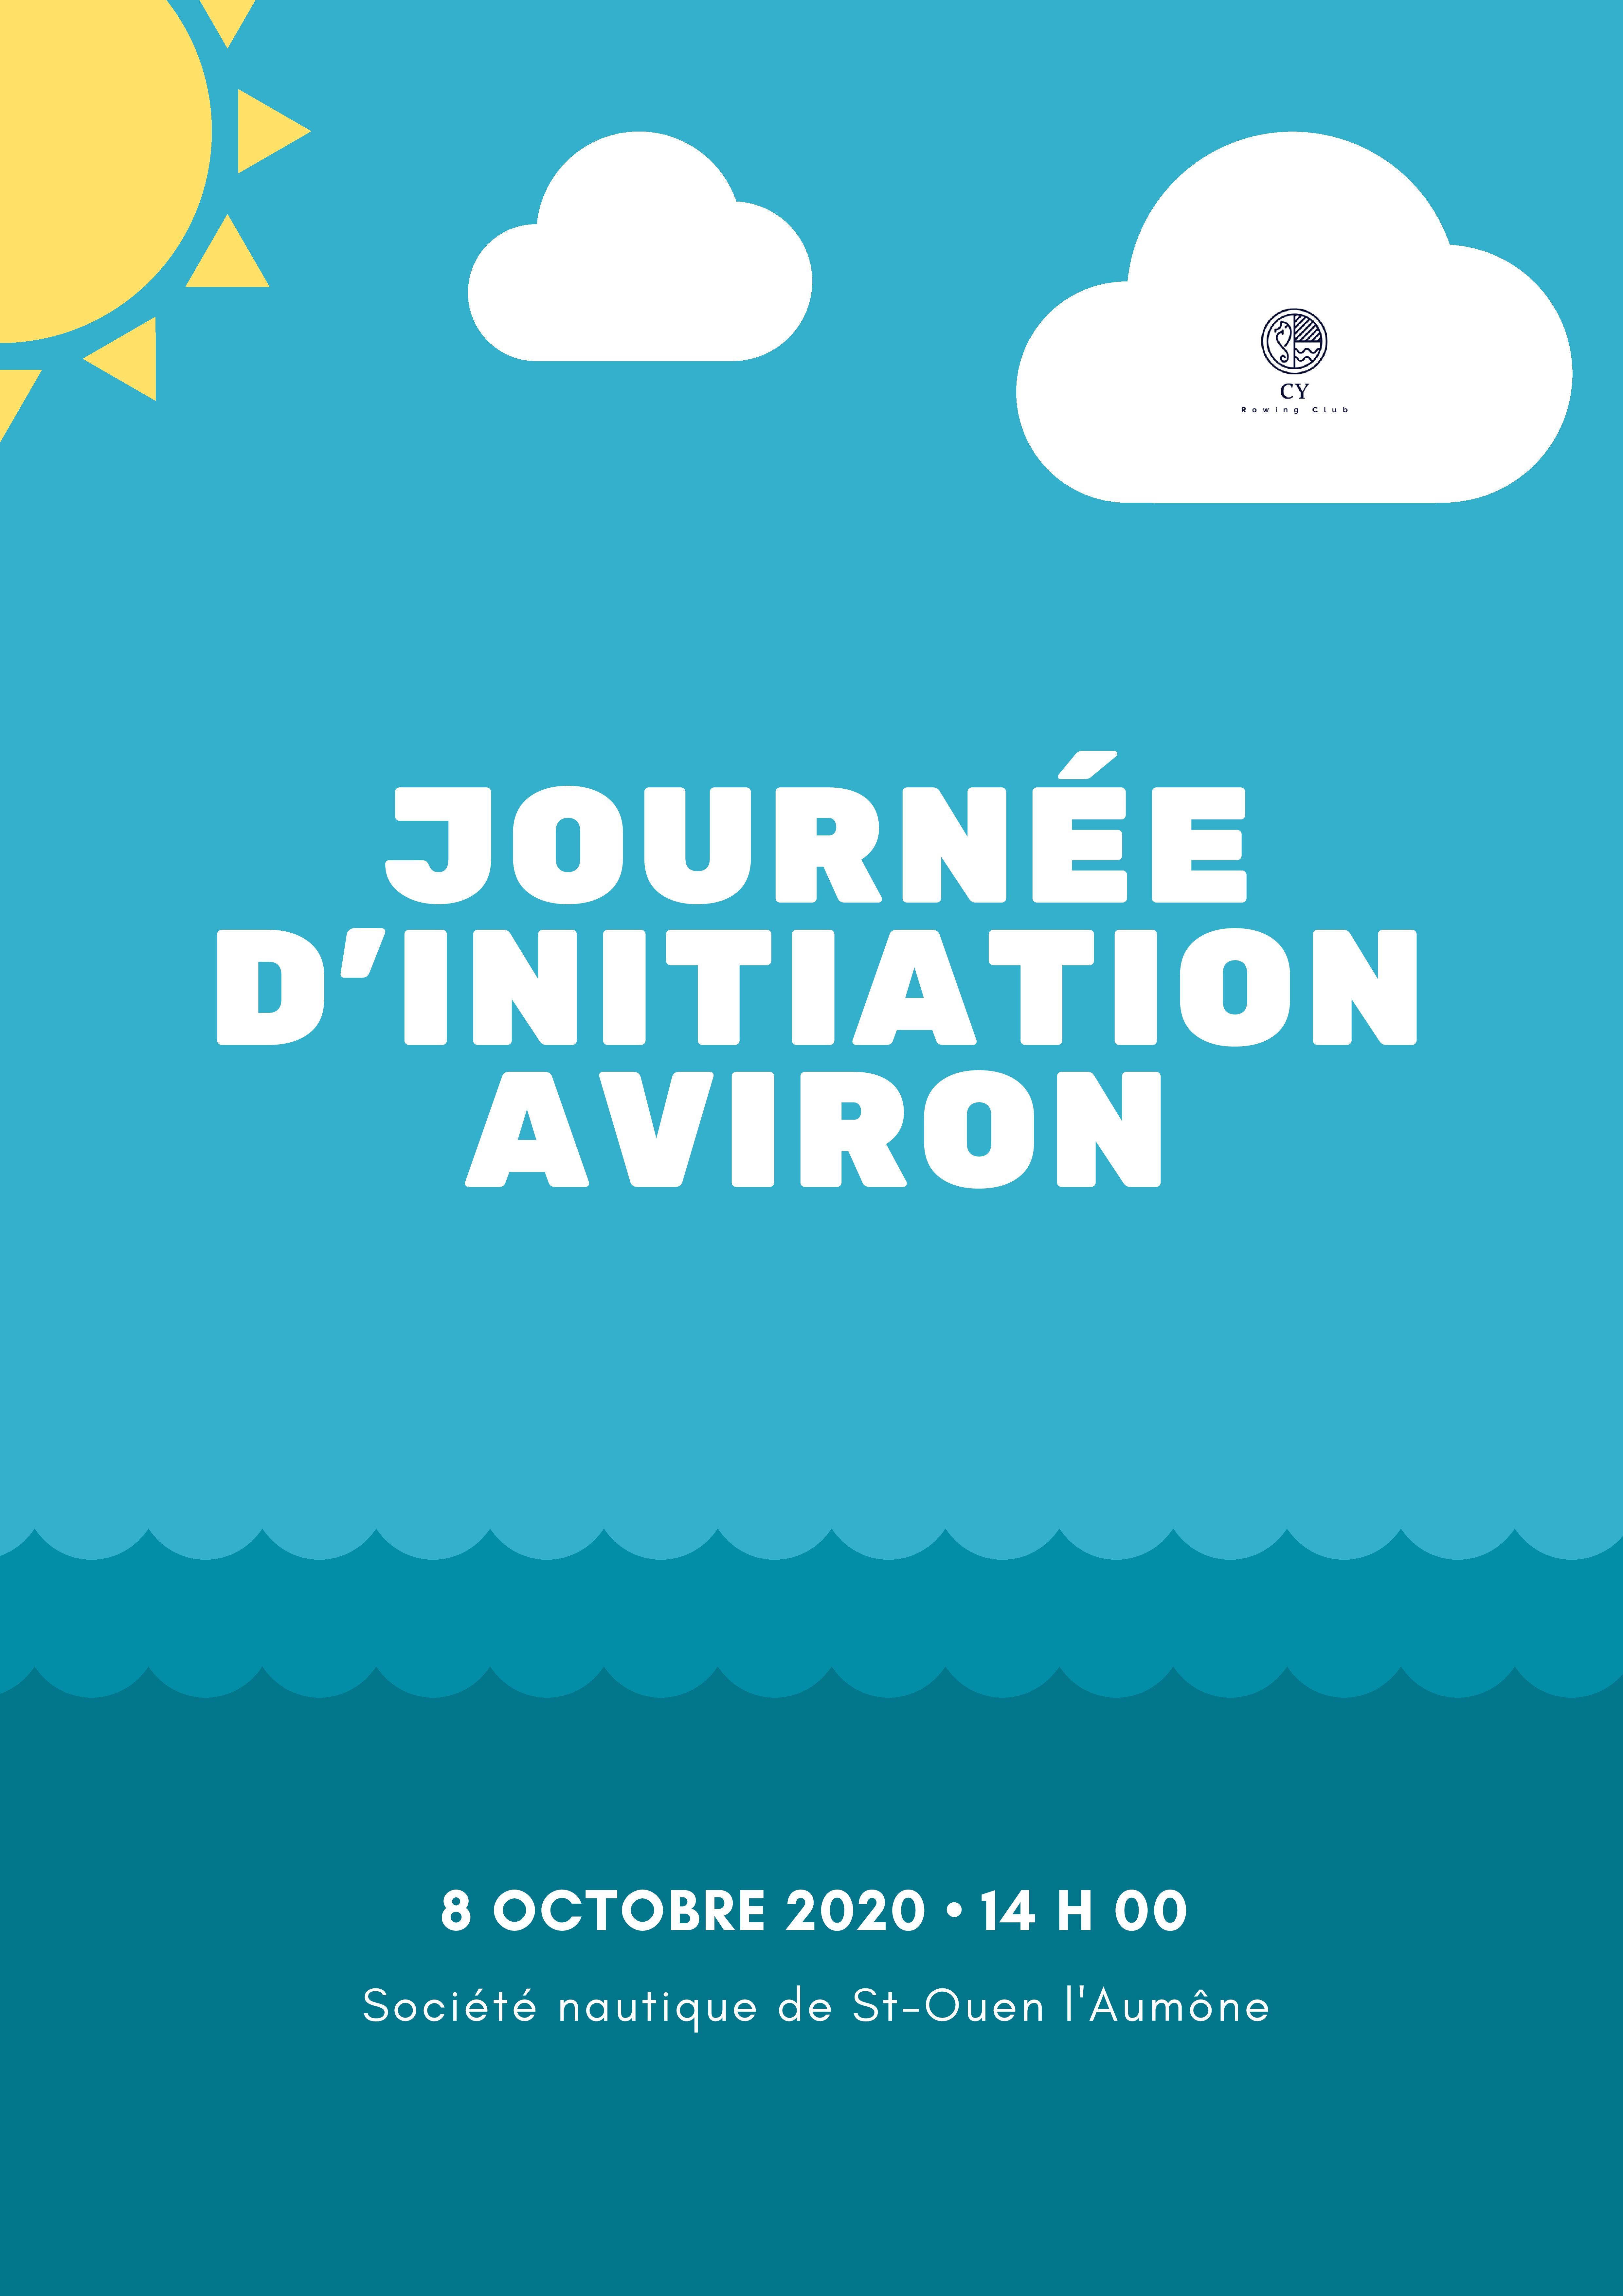 CY
Rowing Club
JOURNÉE
D'INITIATION
AVIRON
8 OCTOBRE 2020 • 14 H 00
Société nautique de St-Ouen l'Aumône